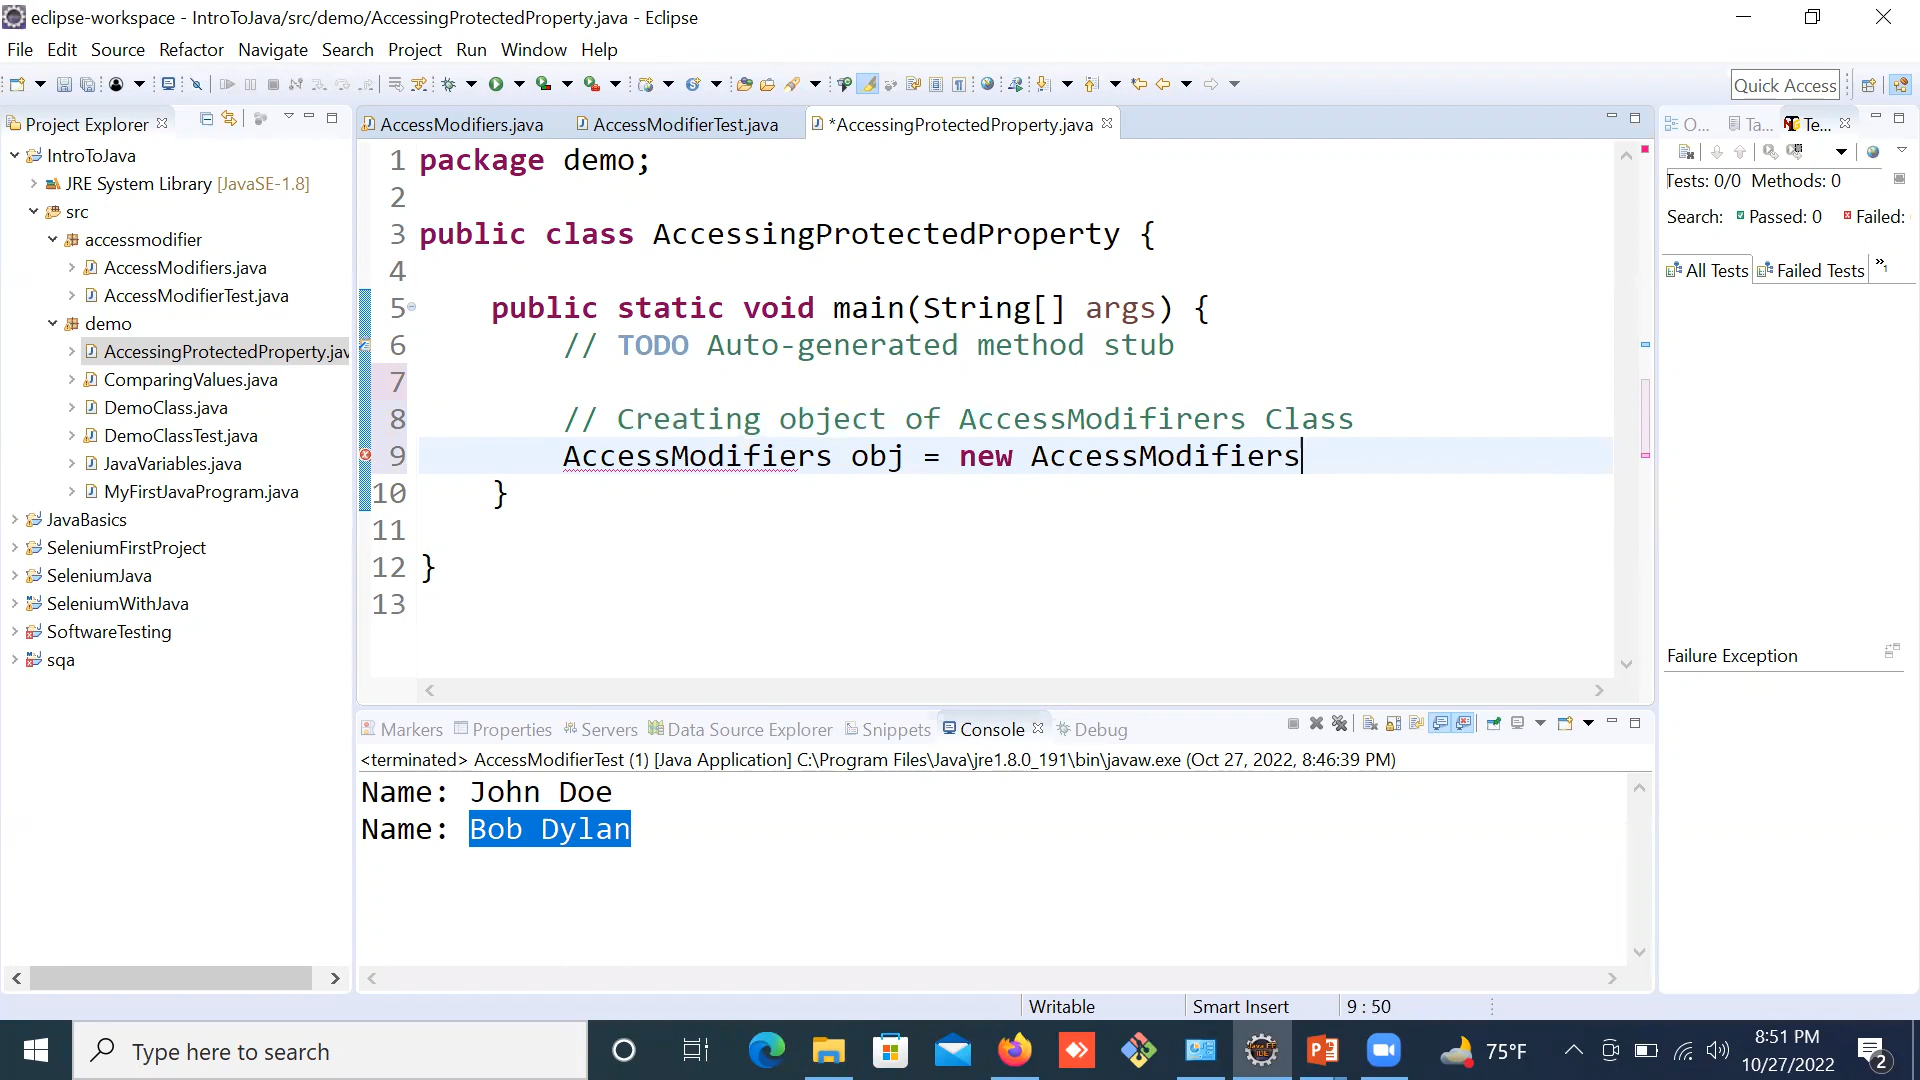 eclipse-workspace - IntroToJava/src/demo/AccessingProtectedProperty.java - Eclipse
File Edit Source Refactor Navigate Search Project Run Window Help
Quick Access
Project Explorer
IntroToJava
JRE System Library [JavaSE-1.8]
src
accessmodifier
AccessModifiers.java
AccessModifierTest.java
demo
AccessingProtectedProperty.jav
ComparingValues.java
DemoClass.java
DemoClassTest.java
JavaVariables.java
MyFirstJavaProgram.java
JavaBasics
SeleniumFirstProject
SeleniumJava
SeleniumWithJava
SoftwareTesting
sqa
AccessModifiers.java AccessModifierTest.java *AccessingProtectedProperty.java
1 package demo;
2
3 public class AccessingProtectedProperty {
4
5 public static void main(String[] args) {
6 // TODO Auto-generated method stub
7
8 // Creating object of AccessModifirers Class
9 AccessModifiers obj = new AccessModifiers
10 }
11
12 }
13
O... Ta... Te...
Tests: 0/0 Methods: 0
Search: Passed: 0 Failed:
All Tests Failed Tests »1
Failure Exception
Markers Properties Servers Data Source Explorer Snippets Console Debug
<terminated> AccessModifierTest (1) [Java Application] C:\Program Files\Java\jre1.8.0_191\bin\javaw.exe (Oct 27, 2022, 8:46:39 PM)
Name: John Doe
Name: Bob Dylan
Writable Smart Insert 9 : 50
Type here to search
75°F
8:51 PM
10/27/2022
2